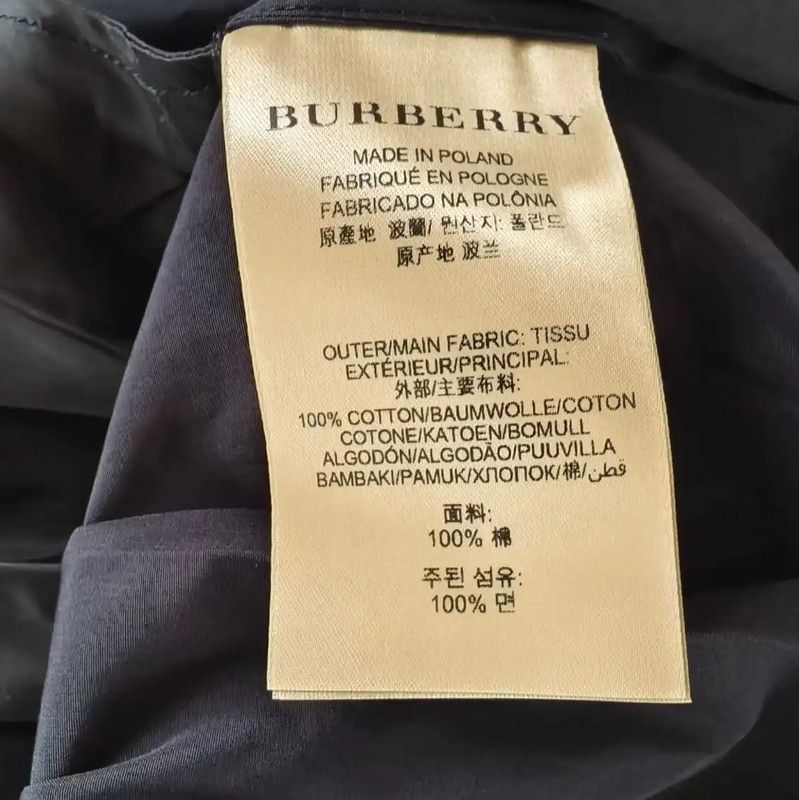 BURBERRY
MADE IN POLAND
FABRIQUÉ EN POLOGNE
FABRICADO NA POLÔNIA
原產地 波蘭/ 원산지: 폴란드
原产地 波兰
OUTER/MAIN FABRIC: TISSU
EXTÉRIEUR/PRINCIPAL:
外部/主要布料:
100% COTTON/BAUMWOLLE/COTON
COTONE/KATOEN/BOMULL
ALGODÓN/ALGODÃO/PUUVILLA
BAMBAKI/PAMUK/ХЛОПОК/棉/قطن
面料:
100% 棉
주된 섬유:
100% 면